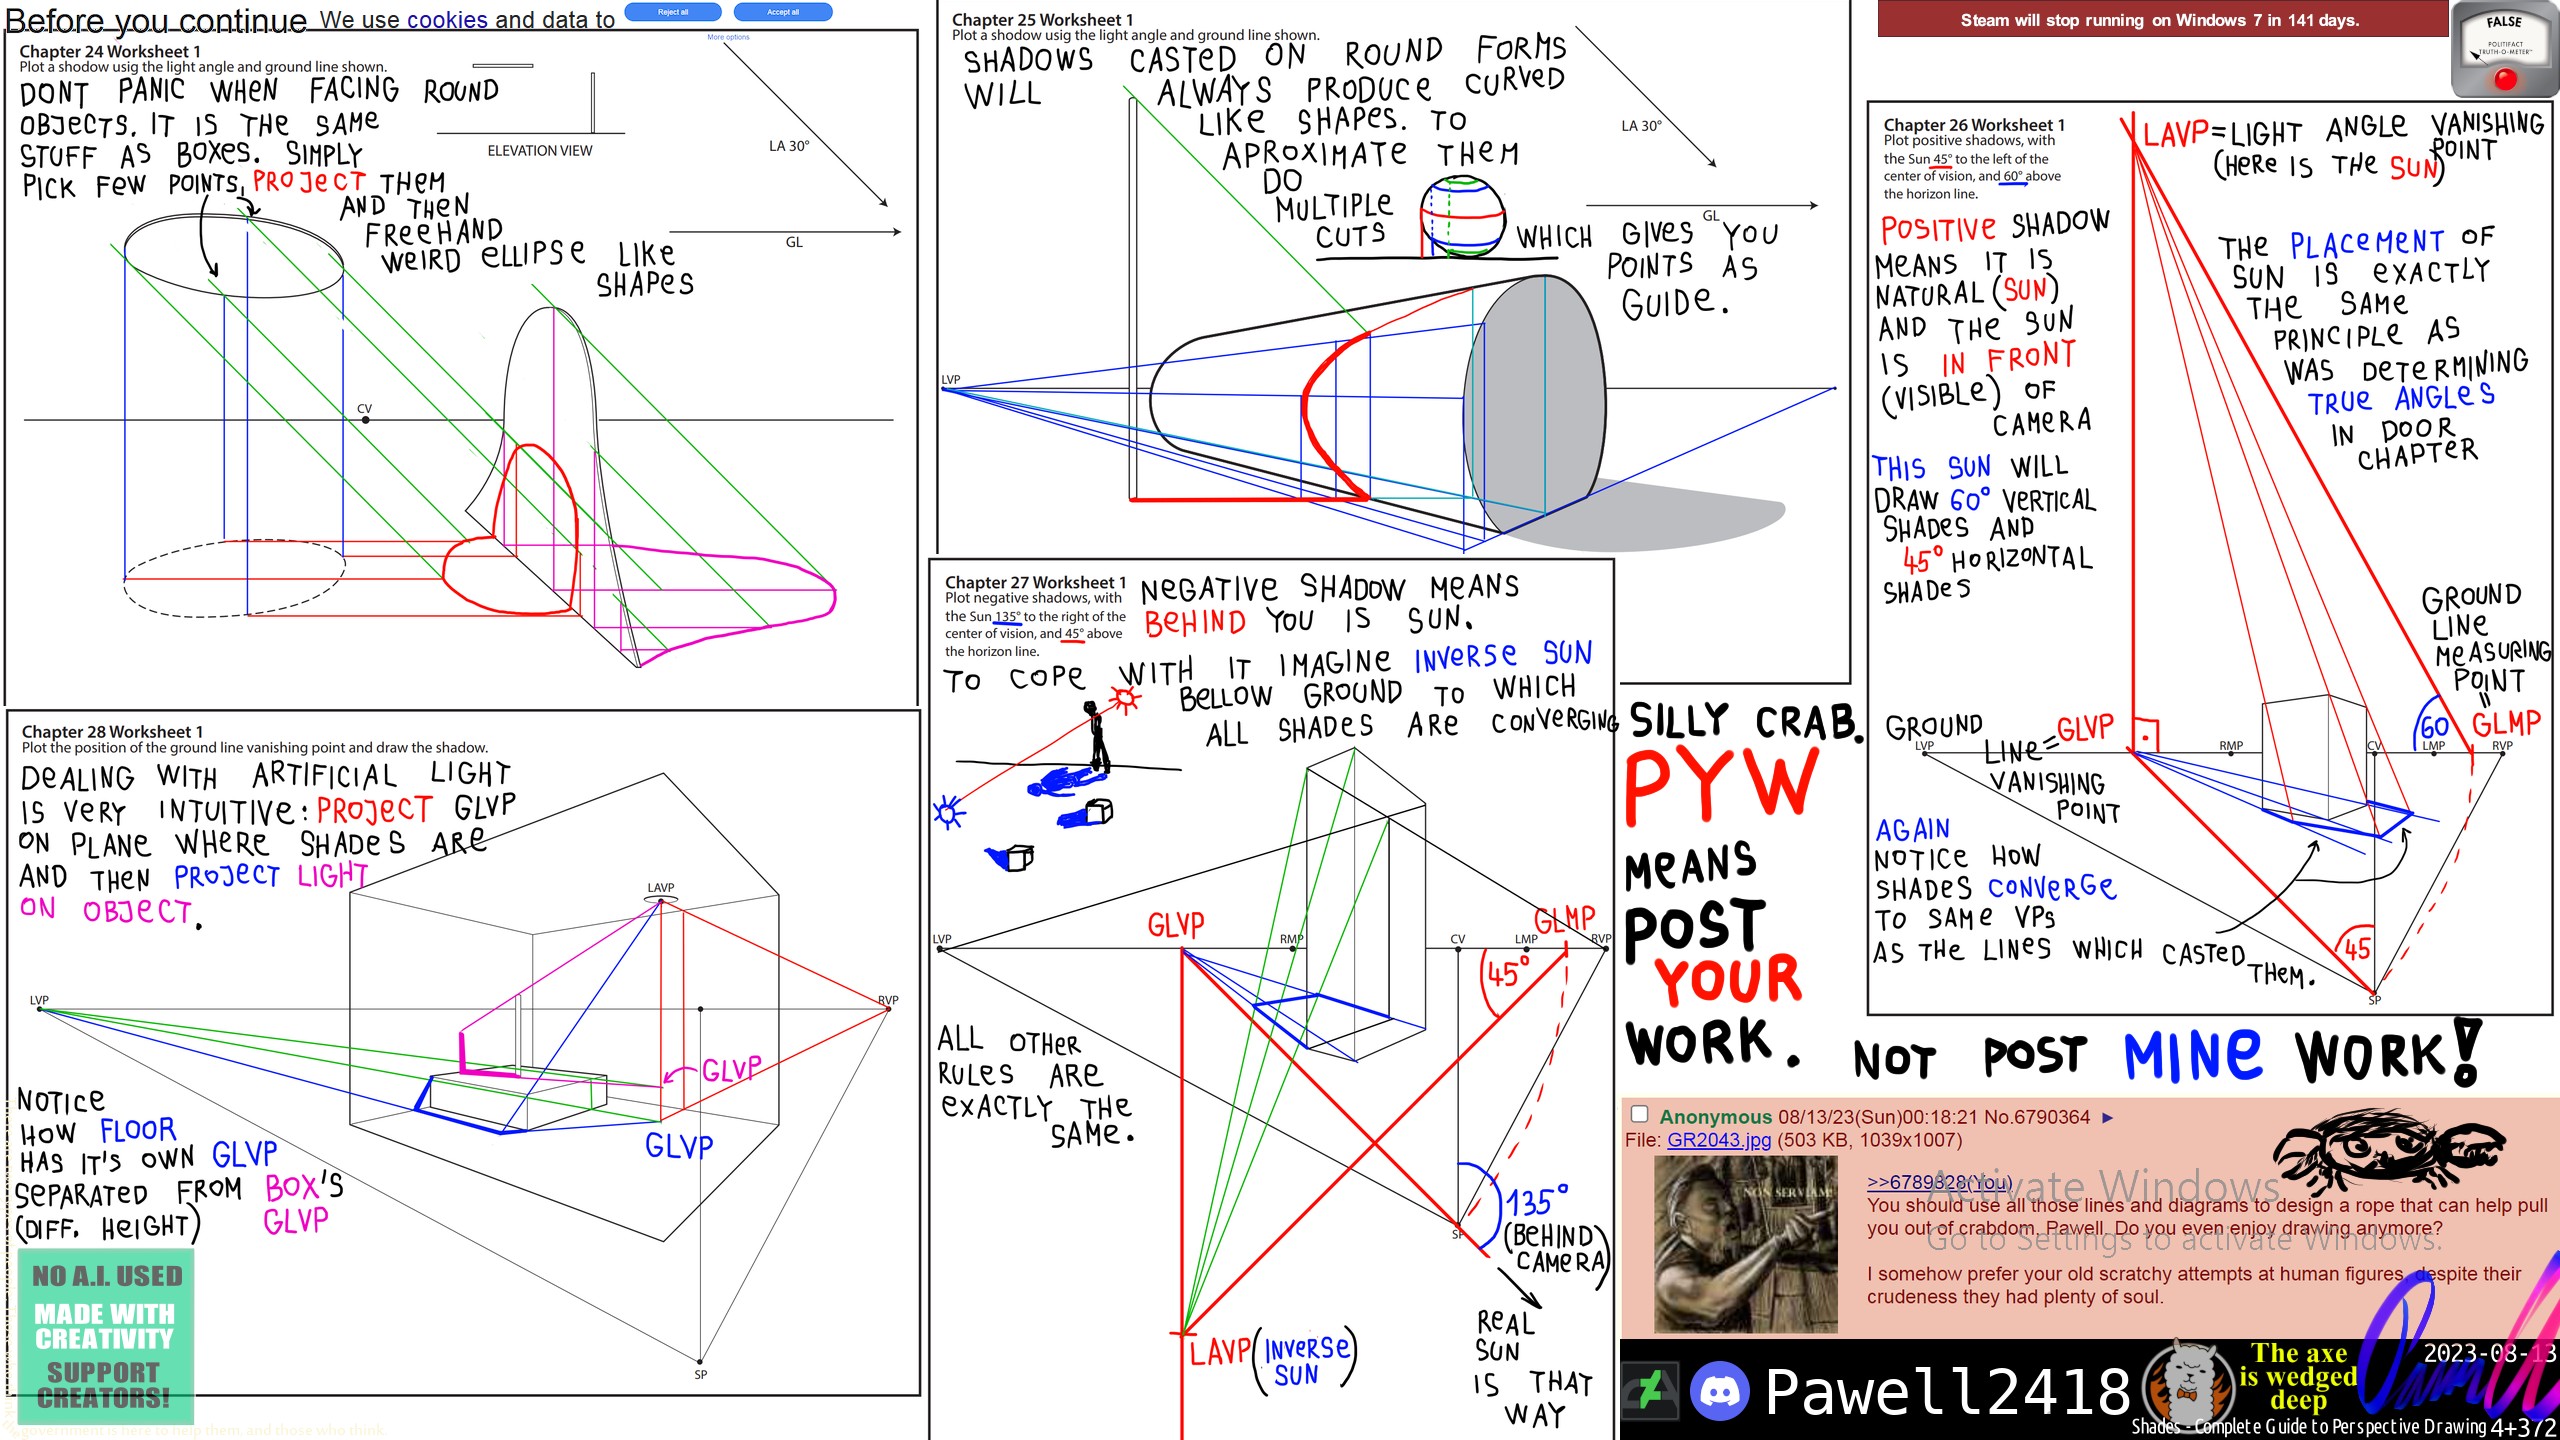 Before you continue We use cookies and data to
Reject all
Accept all
More options
Chapter 24 Worksheet 1
Plot a shodow usig the light angle and ground line shown.
DONT PANIC WHEN FACING ROUND
OBJECTS. IT IS THE SAME
STUFF AS BOXES. SIMPLY
PICK FEW POINTS, PROJECT THEM
AND THEN
FREEHAND
WEIRD ELLIPSE LIKE
SHAPES
ELEVATION VIEW
LA 30°
GL
CV
Chapter 25 Worksheet 1
Plot a shodow usig the light angle and ground line shown.
SHADOWS CASTED ON ROUND FORMS
WILL ALWAYS PRODUCE CURVED
LIKE SHAPES. TO
APROXIMATE THEM
DO
MULTIPLE
CUTS WHICH GIVES YOU
POINTS AS
GUIDE.
LA 30°
GL
LVP
Steam will stop running on Windows 7 in 141 days.
FALSE
POLITIFACT
TRUTH-O-METER™
Chapter 26 Worksheet 1
Plot positive shadows, with
the Sun 45° to the left of the
center of vision, and 60° above
the horizon line.
LAVP=LIGHT ANGLE VANISHING
POINT
(HERE IS THE SUN)
POSITIVE SHADOW
MEANS IT IS
NATURAL (SUN)
AND THE SUN
IS IN FRONT
(VISIBLE) OF
CAMERA
THIS SUN WILL
DRAW 60° VERTICAL
SHADES AND
45° HORIZONTAL
SHADES
THE PLACEMENT OF
SUN IS EXACTLY
THE SAME
PRINCIPLE AS
WAS DETERMINING
TRUE ANGLES
IN DOOR
CHAPTER
GROUND
LINE
MEASURING
POINT
"
GLMP
60
GROUND
LINE = GLVP
VANISHING
POINT
LVP
RMP
CV
LMP
RVP
AGAIN
NOTICE HOW
SHADES CONVERGE
TO SAME VPs
AS THE LINES WHICH CASTED
THEM.
45
SP
Chapter 27 Worksheet 1
Plot negative shadows, with
the Sun 135° to the right of the
center of vision, and 45° above
the horizon line.
NEGATIVE SHADOW MEANS
BEHIND YOU IS SUN.
TO COPE WITH IT IMAGINE INVERSE SUN
BELLOW GROUND TO WHICH
ALL SHADES ARE CONVERGING
LVP
GLVP
RMP
CV
LMP
GLMP
RVP
45°
ALL OTHER
RULES ARE
EXACTLY THE
SAME.
SP
135°
(BEHIND)
CAMERA)
REAL
SUN
IS THAT
WAY
LAVP (INVERSE
SUN)
Chapter 28 Worksheet 1
Plot the position of the ground line vanishing point and draw the shadow.
DEALING WITH ARTIFICIAL LIGHT
IS VERY INTUITIVE: PROJECT GLVP
ON PLANE WHERE SHADES ARE
AND THEN PROJECT LIGHT
ON OBJECT.
LAVP
LVP
RVP
GLVP
GLVP
NOTICE
HOW FLOOR
HAS IT'S OWN GLVP
SEPARATED FROM BOX'S
(DIFF. HEIGHT) GLVP
SP
NO A.I. USED
MADE WITH
CREATIVITY
SUPPORT
CREATORS!
government is here to help them, and those who think.
SILLY CRAB.
PYW
MEANS
POST
YOUR
WORK. NOT POST MINE WORK!
Anonymous 08/13/23(Sun)00:18:21 No.6790364 ►
File: GR2043.jpg (503 KB, 1039x1007)
NON SERVIAM!
>>6789828(You)
You should use all those lines and diagrams to design a rope that can help pull
you out of crabdom, Pawell. Do you even enjoy drawing anymore?
I somehow prefer your old scratchy attempts at human figures, despite their
crudeness they had plenty of soul.
Activate Windows
Go to Settings to activate Windows.
Pawell2418
The axe
is wedged
deep
2023-08-13
Shades - Complete Guide to Perspective Drawing 4+372